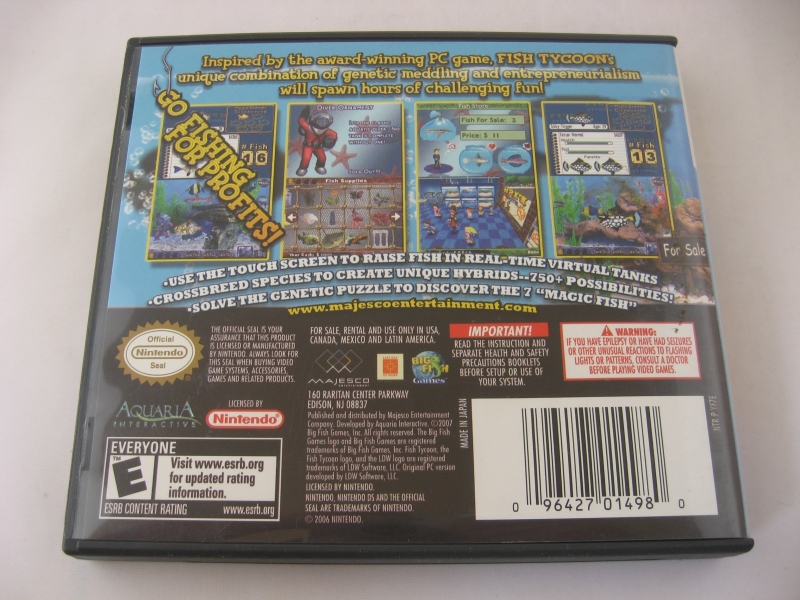 Inspired by the award-winning PC game, FISH TYCOON's
unique combination of genetic meddling and entrepreneurialism
will spawn hours of challenging fun!
GO FISHING
FOR PROFITS!
# Fish
16
DIVER ORNAMENT
Fish Supplies
Fish Store
Fish For Sale: 3
Price: $ 11
# Fish
13
For Sale
•USE THE TOUCH SCREEN TO RAISE FISH IN REAL-TIME VIRTUAL TANKS
•CROSSBREED SPECIES TO CREATE UNIQUE HYBRIDS--750+ POSSIBILITIES!
•SOLVE THE GENETIC PUZZLE TO DISCOVER THE 7 "MAGIC FISH"
www.majescoentertainment.com
Official
Nintendo
Seal
THE OFFICIAL SEAL IS YOUR
ASSURANCE THAT THIS PRODUCT
IS LICENSED OR MANUFACTURED
BY NINTENDO. ALWAYS LOOK FOR
THIS SEAL WHEN BUYING VIDEO
GAME SYSTEMS, ACCESSORIES,
GAMES AND RELATED PRODUCTS.
AQUARIA
INTERACTIVE
LICENSED BY
Nintendo
EVERYONE
E
Visit www.esrb.org
for updated rating
information.
ESRB CONTENT RATING www.esrb.org
FOR SALE, RENTAL AND USE ONLY IN USA,
CANADA, MEXICO AND LATIN AMERICA.
MAJESCO
BIG FISH
Games
160 RARITAN CENTER PARKWAY
EDISON, NJ 08837
Published and distributed by Majesco Entertainment
Company. Developed by Aquaria Interactive. ©2007
Big Fish Games, Inc. All rights reserved. The Big Fish
Games logo and Big Fish Games are registered
trademarks of Big Fish Games, Inc. Fish Tycoon, the
Fish Tycoon logo, and the LDW logo are registered
trademarks of LDW Software, LLC. Original PC version
developed by LDW Software, LLC.
LICENSED BY NINTENDO.
NINTENDO, NINTENDO DS AND THE OFFICIAL
SEAL ARE TRADEMARKS OF NINTENDO.
© 2006 NINTENDO.
IMPORTANT!
READ THE INSTRUCTION AND
SEPARATE HEALTH AND SAFETY
PRECAUTIONS BOOKLETS
BEFORE SETUP OR USE OF
YOUR SYSTEM.
WARNING:
IF YOU HAVE EPILEPSY OR HAVE HAD SEIZURES
OR OTHER UNUSUAL REACTIONS TO FLASHING
LIGHTS OR PATTERNS, CONSULT A DOCTOR
BEFORE PLAYING VIDEO GAMES.
MADE IN JAPAN
0 96427 01498 0